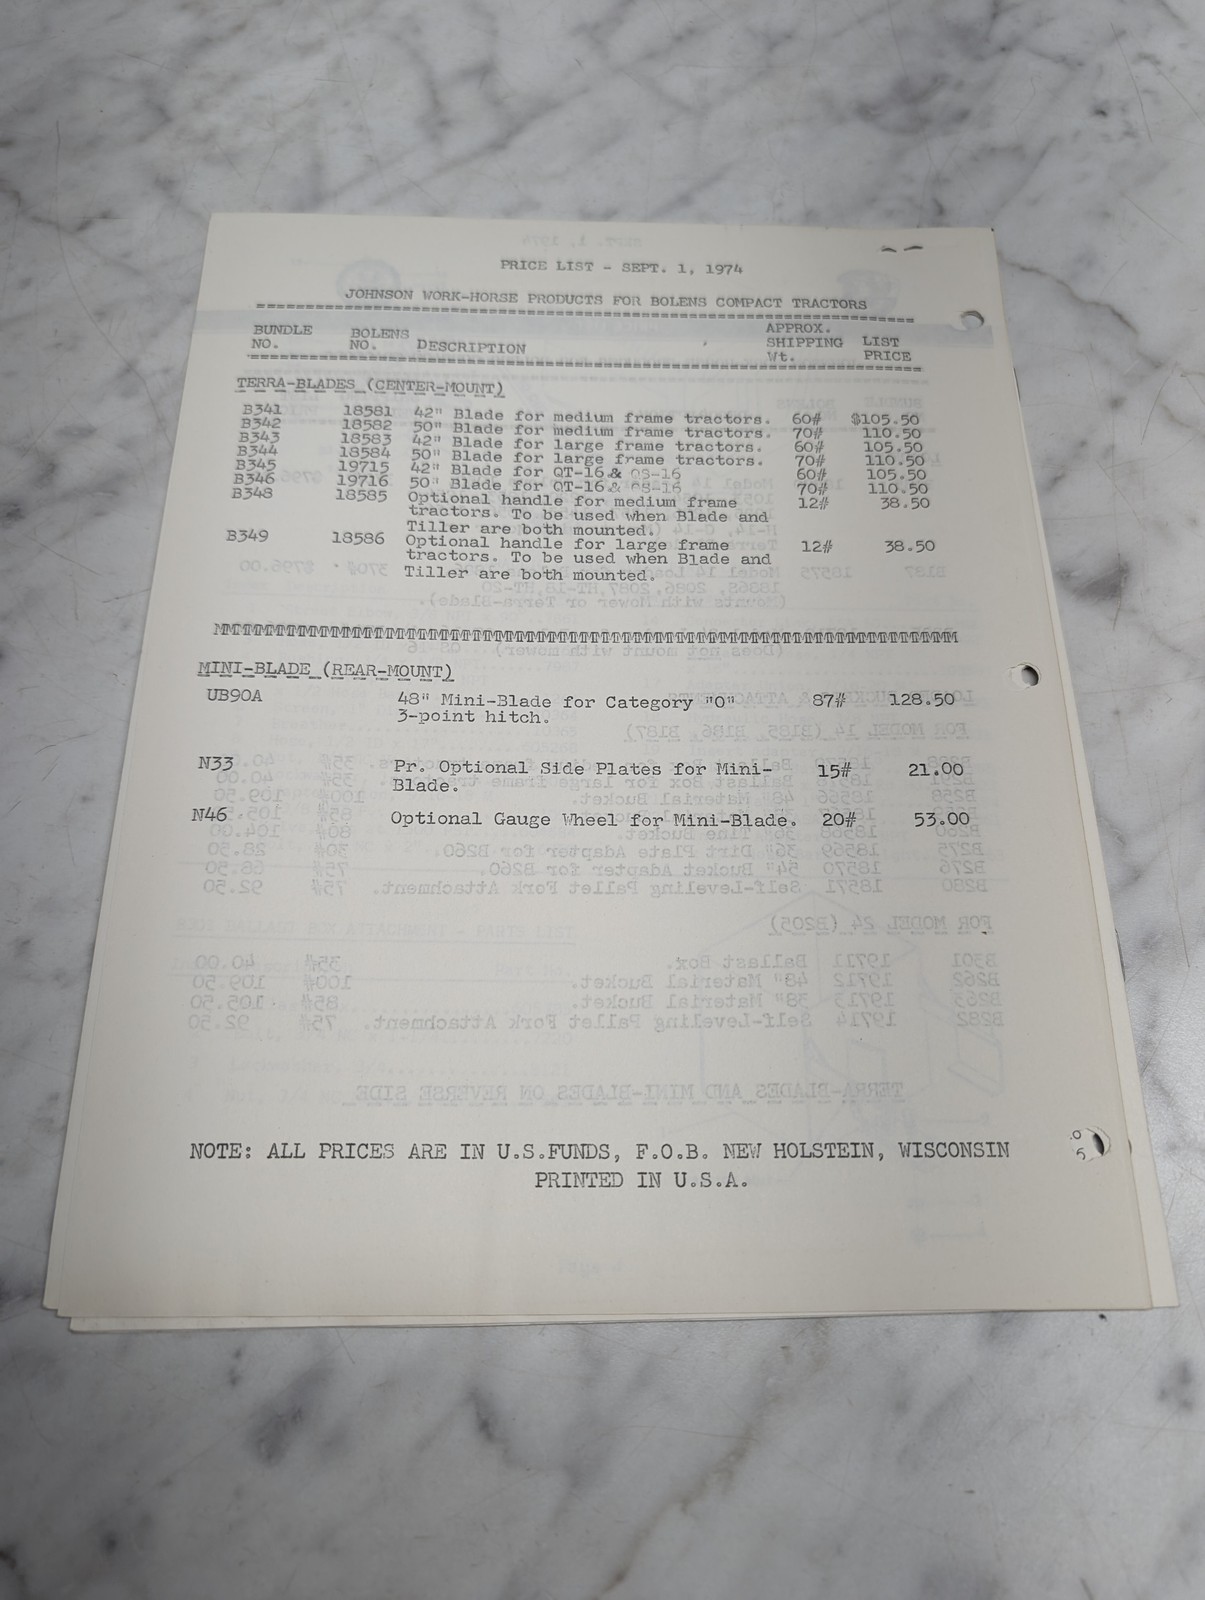 PRICE LIST - SEPT. 1, 1974
JOHNSON WORK-HORSE PRODUCTS FOR BOLENS COMPACT TRACTORS
BUNDLE NO. BOLENS NO. DESCRIPTION APPROX. SHIPPING Wt. LIST PRICE
TERRA-BLADES (CENTER-MOUNT)
B341 18581 42" Blade for medium frame tractors. 60# $105.50
B342 18582 50" Blade for medium frame tractors. 70# 110.50
B343 18583 42" Blade for large frame tractors. 60# 105.50
B344 18584 50" Blade for large frame tractors. 70# 110.50
B345 19715 42" Blade for QT-16 & QS-16 60# 105.50
B346 19716 50" Blade for QT-16 & QS-16 70# 110.50
B348 18585 Optional handle for medium frame 12# 38.50
tractors. To be used when Blade and
Tiller are both mounted.
B349 18586 Optional handle for large frame 12# 38.50
tractors. To be used when Blade and
Tiller are both mounted.
MINI-BLADE (REAR-MOUNT)
UB90A 48" Mini-Blade for Category "0" 87# 128.50
3-point hitch.
N33 Pr. Optional Side Plates for Mini- 15# 21.00
Blade.
N46 Optional Gauge Wheel for Mini-Blade. 20# 53.00
NOTE: ALL PRICES ARE IN U.S.FUNDS, F.O.B. NEW HOLSTEIN, WISCONSIN
PRINTED IN U.S.A.